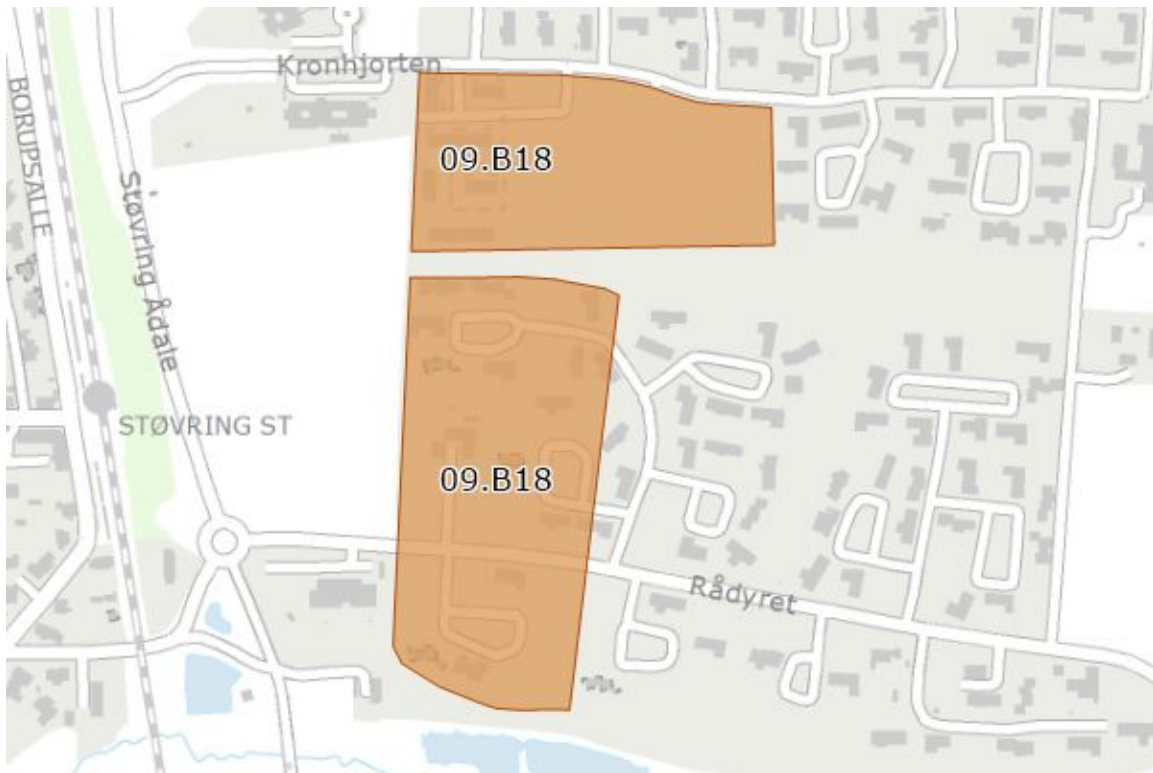 Kronhjorten
BORUPSALLE
09.B18
Støvring Ådale
STØVRING ST
09.B18
Rådyret